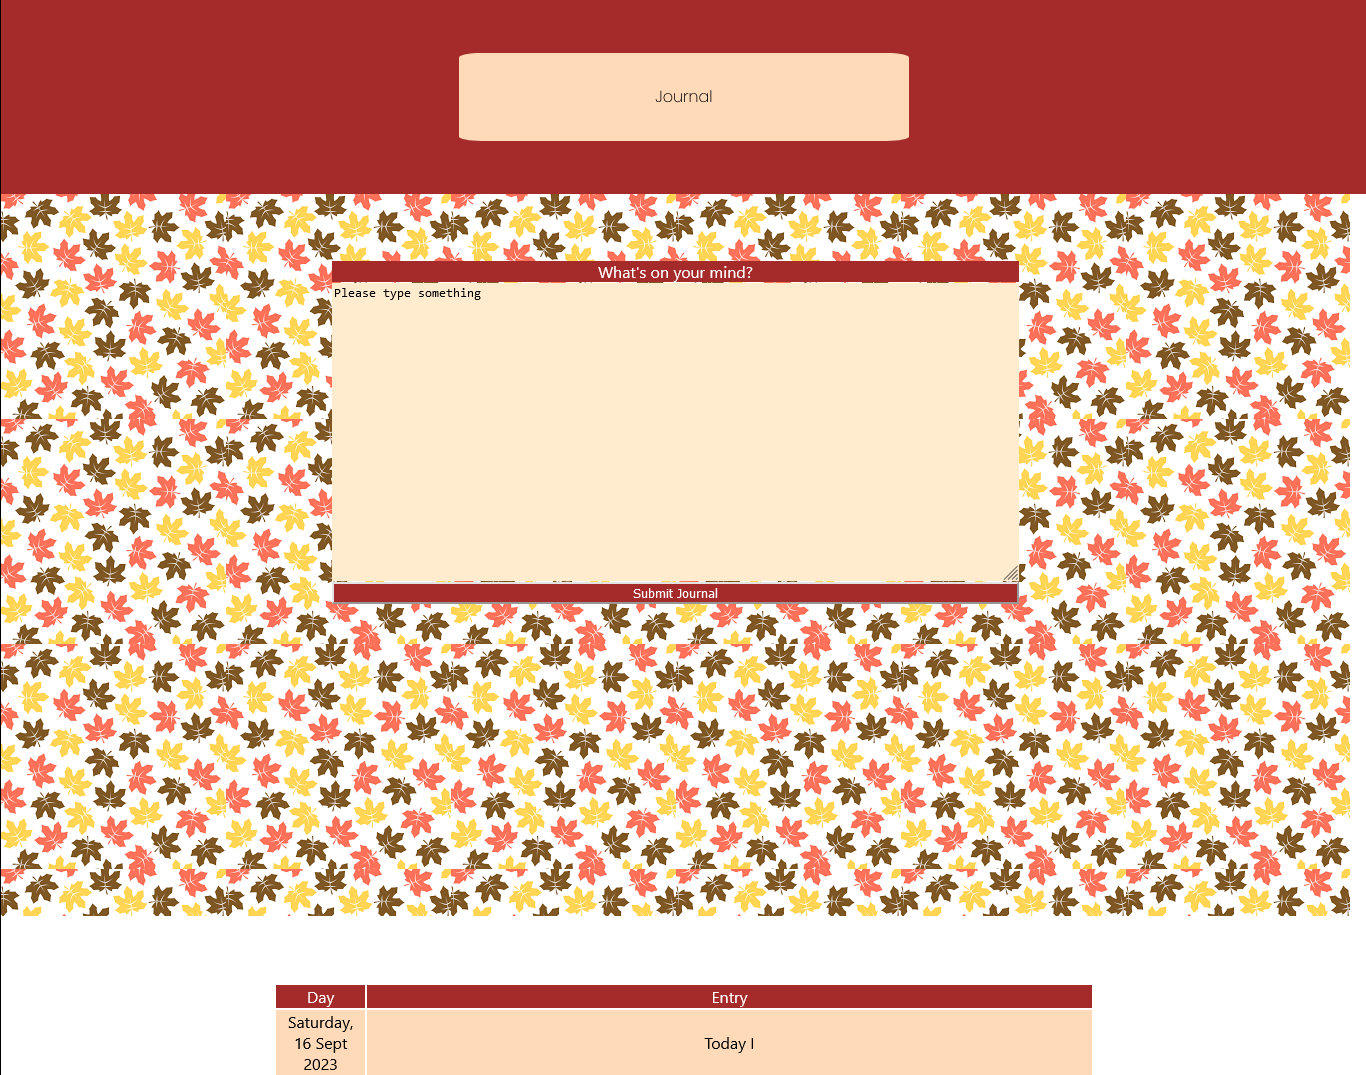 Journal
What's on your mind?
Please type something
Submit Journal
Day Entry
Saturday,
16 Sept
2023
Today I